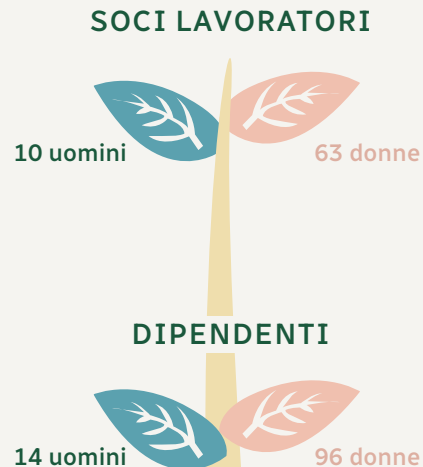 SOCI LAVORATORI
10 uomini
63 donne
DIPENDENTI
14 uomini
96 donne